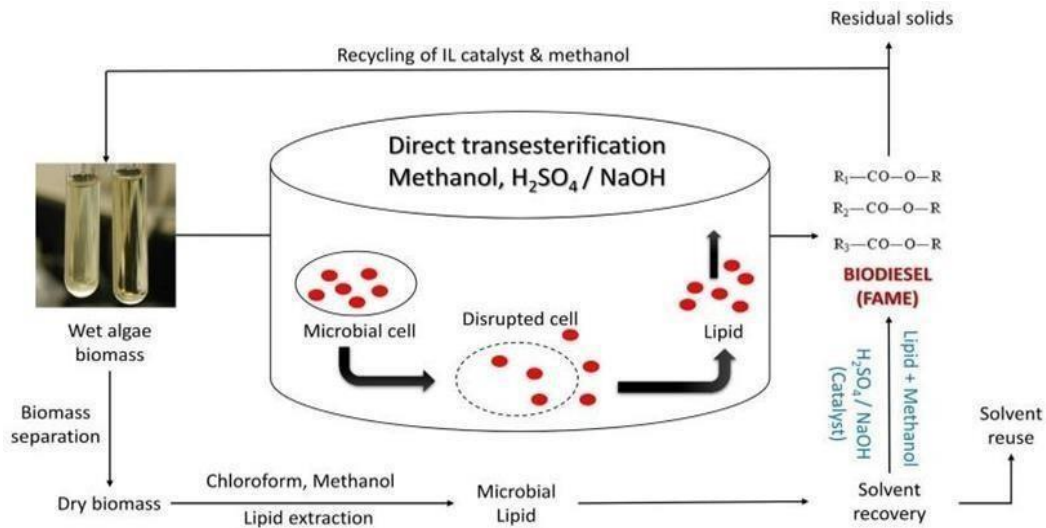 Residual solids
Recycling of IL catalyst & methanol
Direct transesterification
Methanol, H₂SO₄ / NaOH
R₁—CO—O—R
R₂—CO—O—R
R₃—CO—O—R
BIODIESEL
(FAME)
Microbial cell
Disrupted cell
Lipid
Wet algae
biomass
Biomass
separation
Lipid + Methanol
H₂SO₄ / NaOH
(Catalyst)
Solvent
reuse
Dry biomass
Chloroform, Methanol
Lipid extraction
Microbial
Lipid
Solvent
recovery